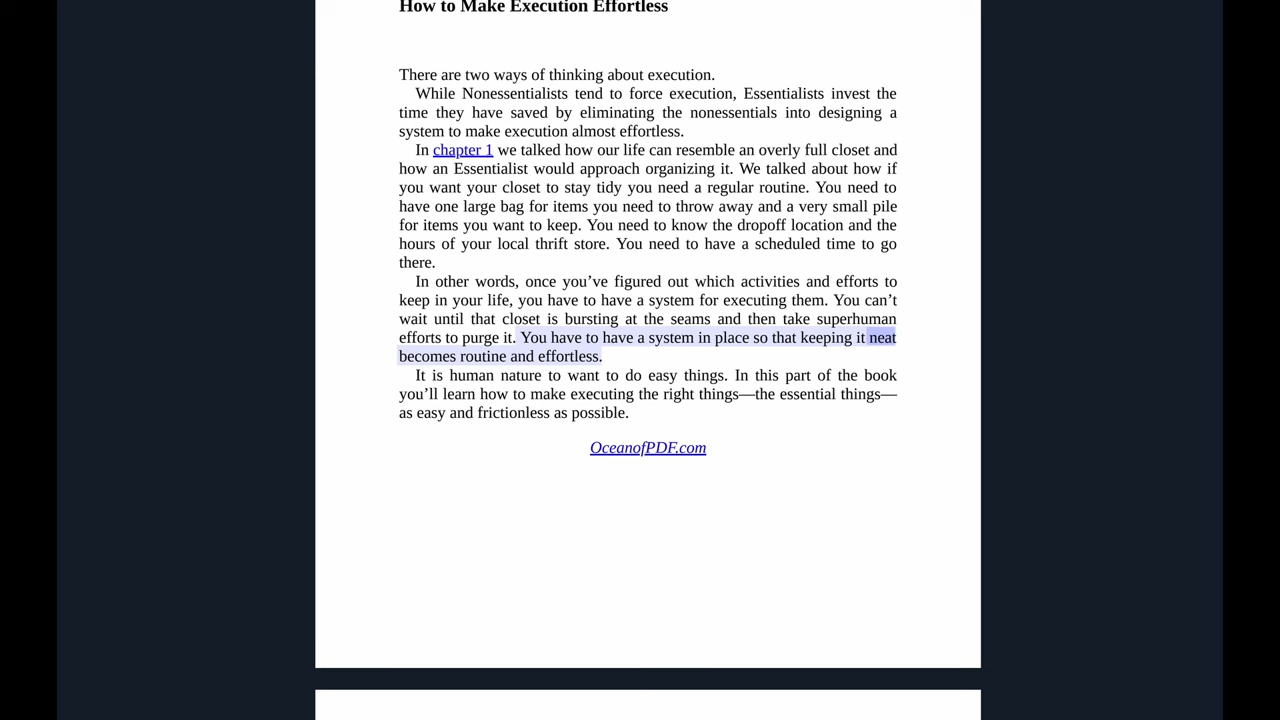 How to Make Execution Effortless
There are two ways of thinking about execution.
While Nonessentialists tend to force execution, Essentialists invest the
time they have saved by eliminating the nonessentials into designing a
system to make execution almost effortless.
In chapter 1 we talked how our life can resemble an overly full closet and
how an Essentialist would approach organizing it. We talked about how if
you want your closet to stay tidy you need a regular routine. You need to
have one large bag for items you need to throw away and a very small pile
for items you want to keep. You need to know the dropoff location and the
hours of your local thrift store. You need to have a scheduled time to go
there.
In other words, once you’ve figured out which activities and efforts to
keep in your life, you have to have a system for executing them. You can’t
wait until that closet is bursting at the seams and then take superhuman
efforts to purge it. You have to have a system in place so that keeping it neat
becomes routine and effortless.
It is human nature to want to do easy things. In this part of the book
you’ll learn how to make executing the right things—the essential things—
as easy and frictionless as possible.
OceanofPDF.com